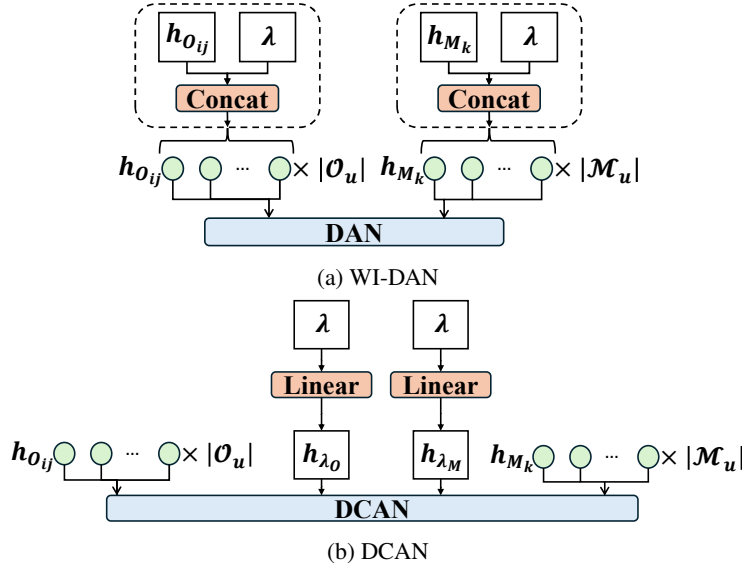 h_{O_{ij}} λ h_{M_k} λ
Concat Concat
h_{O_{ij}} ... × |𝒪_u| h_{M_k} ... × |ℳ_u|
DAN
(a) WI-DAN
λ λ
Linear Linear
h_{O_{ij}} ... × |𝒪_u| h_{λ_O} h_{λ_M} h_{M_k} ... × |ℳ_u|
DCAN
(b) DCAN